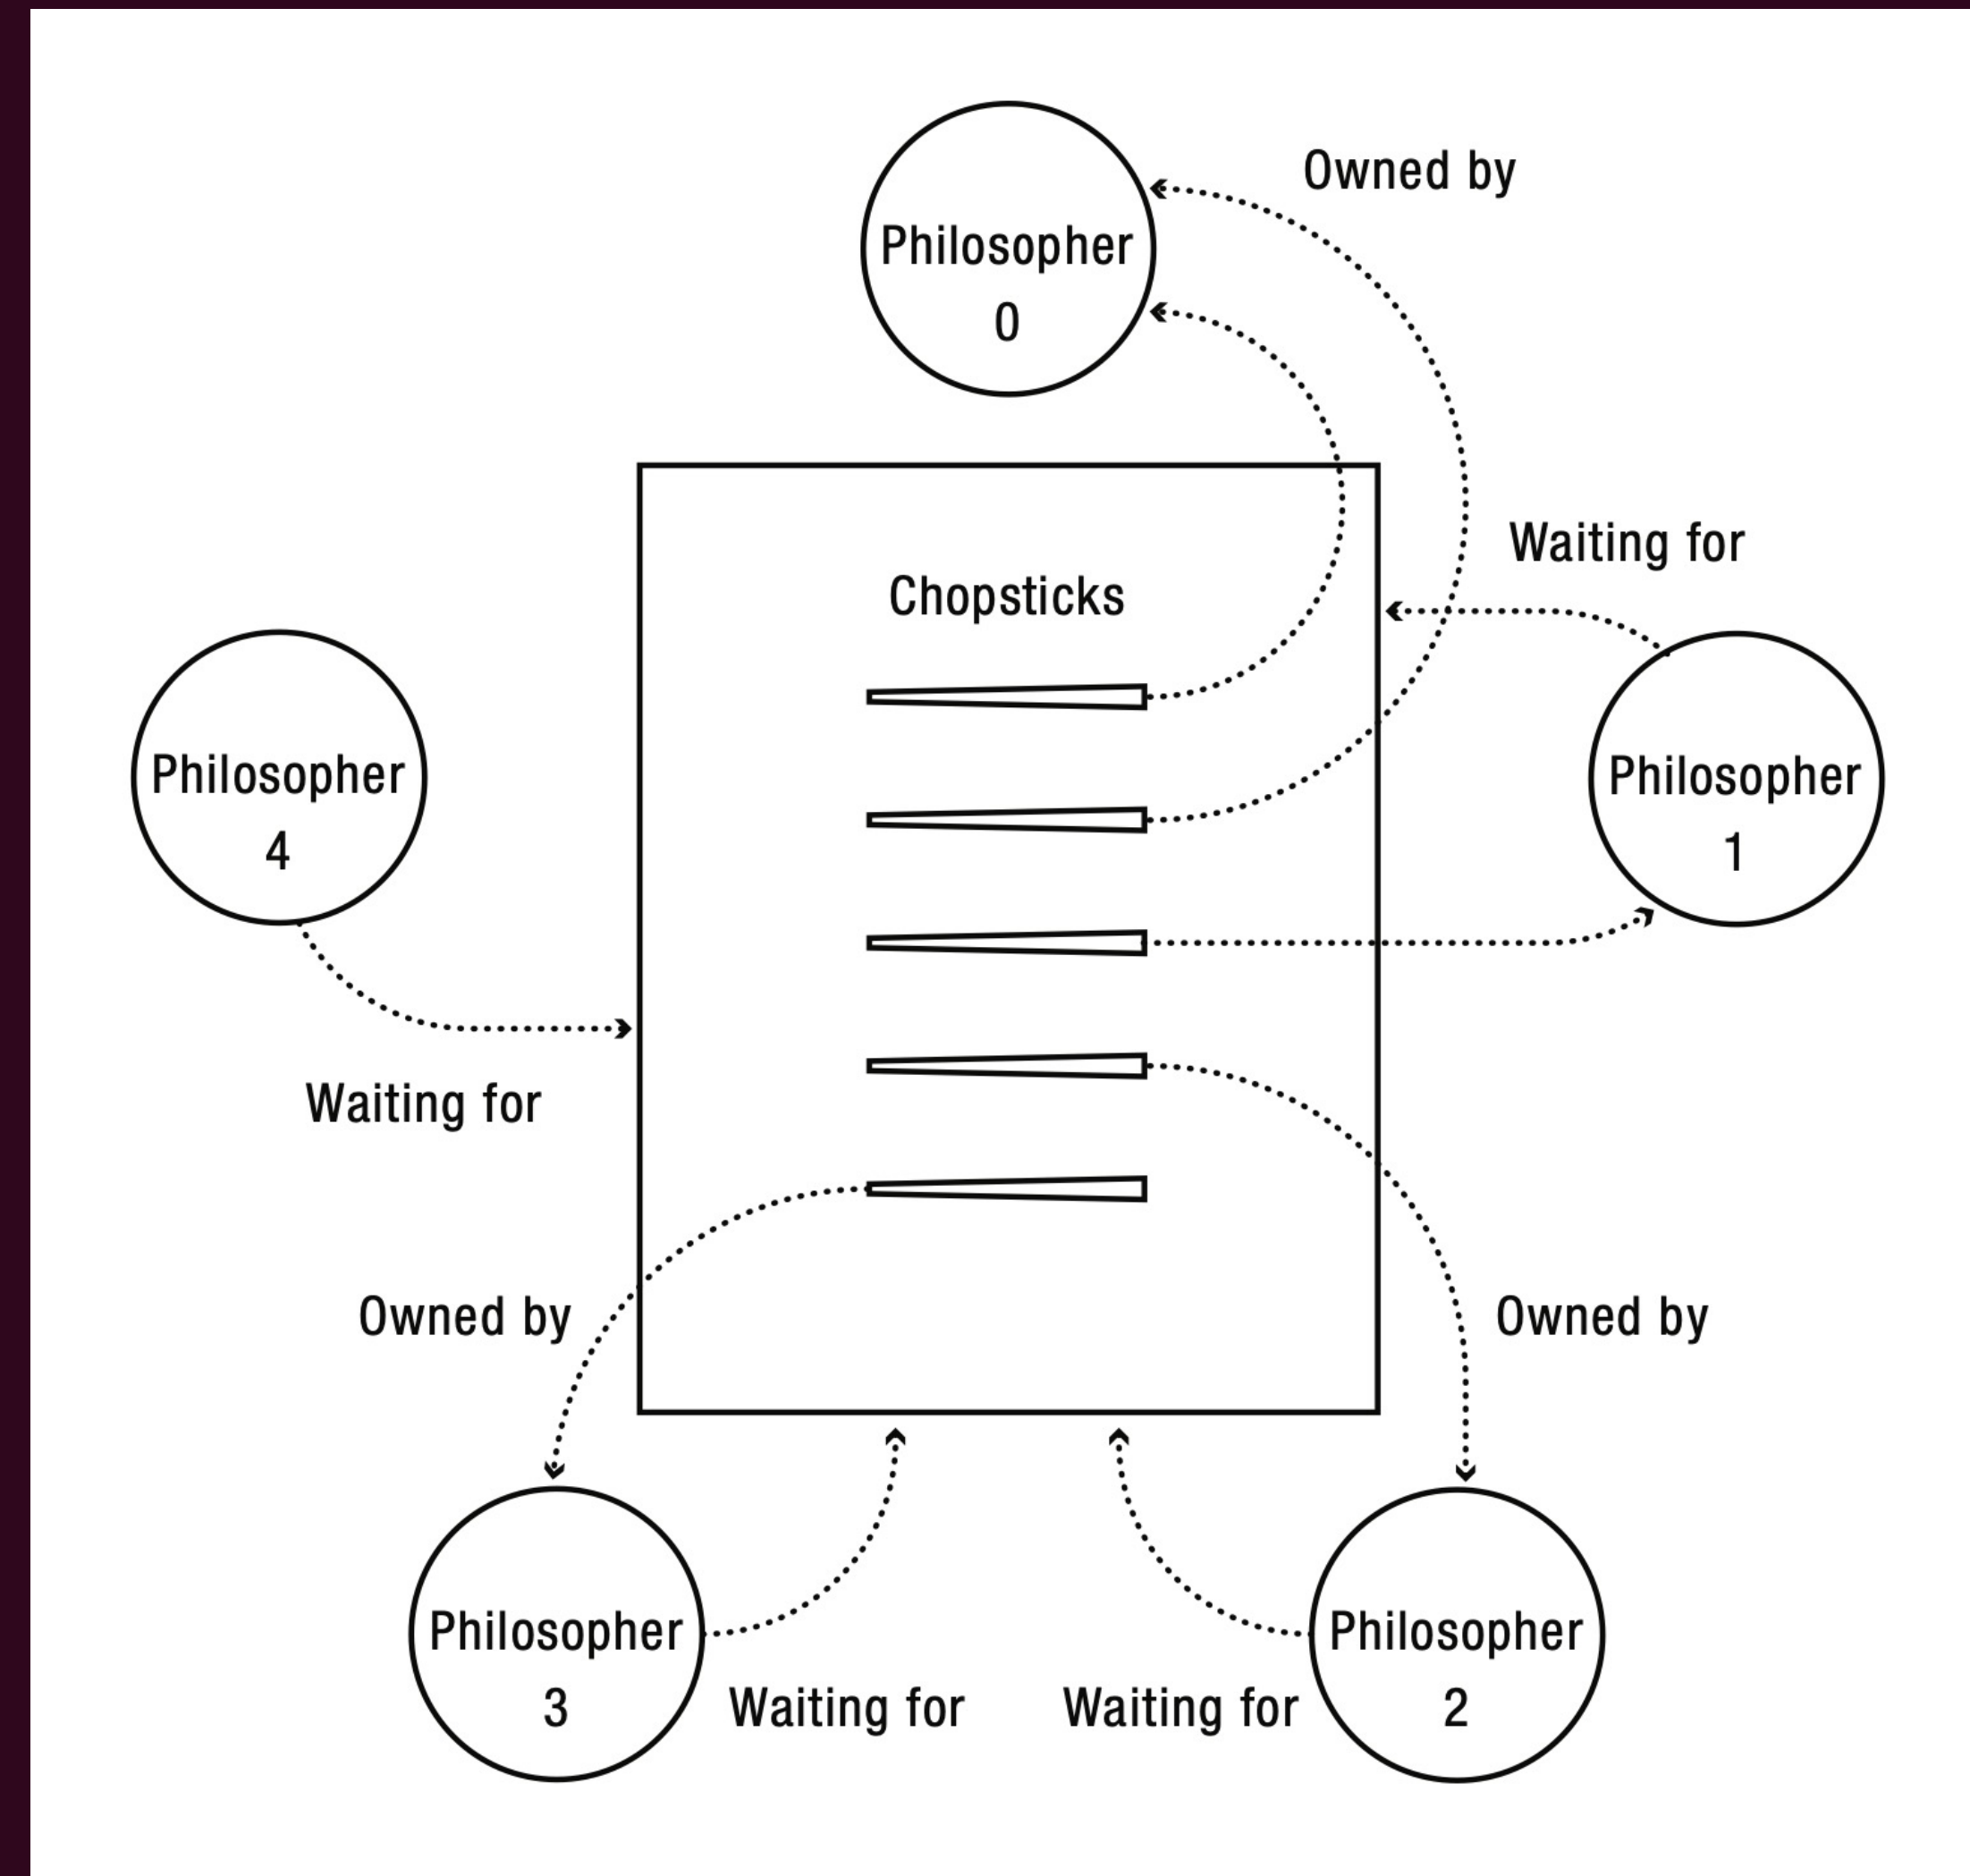 Owned by
Philosopher
0
Waiting for
Chopsticks
Philosopher
4
Philosopher
1
Waiting for
Owned by
Owned by
Philosopher
3
Waiting for
Waiting for
Philosopher
2